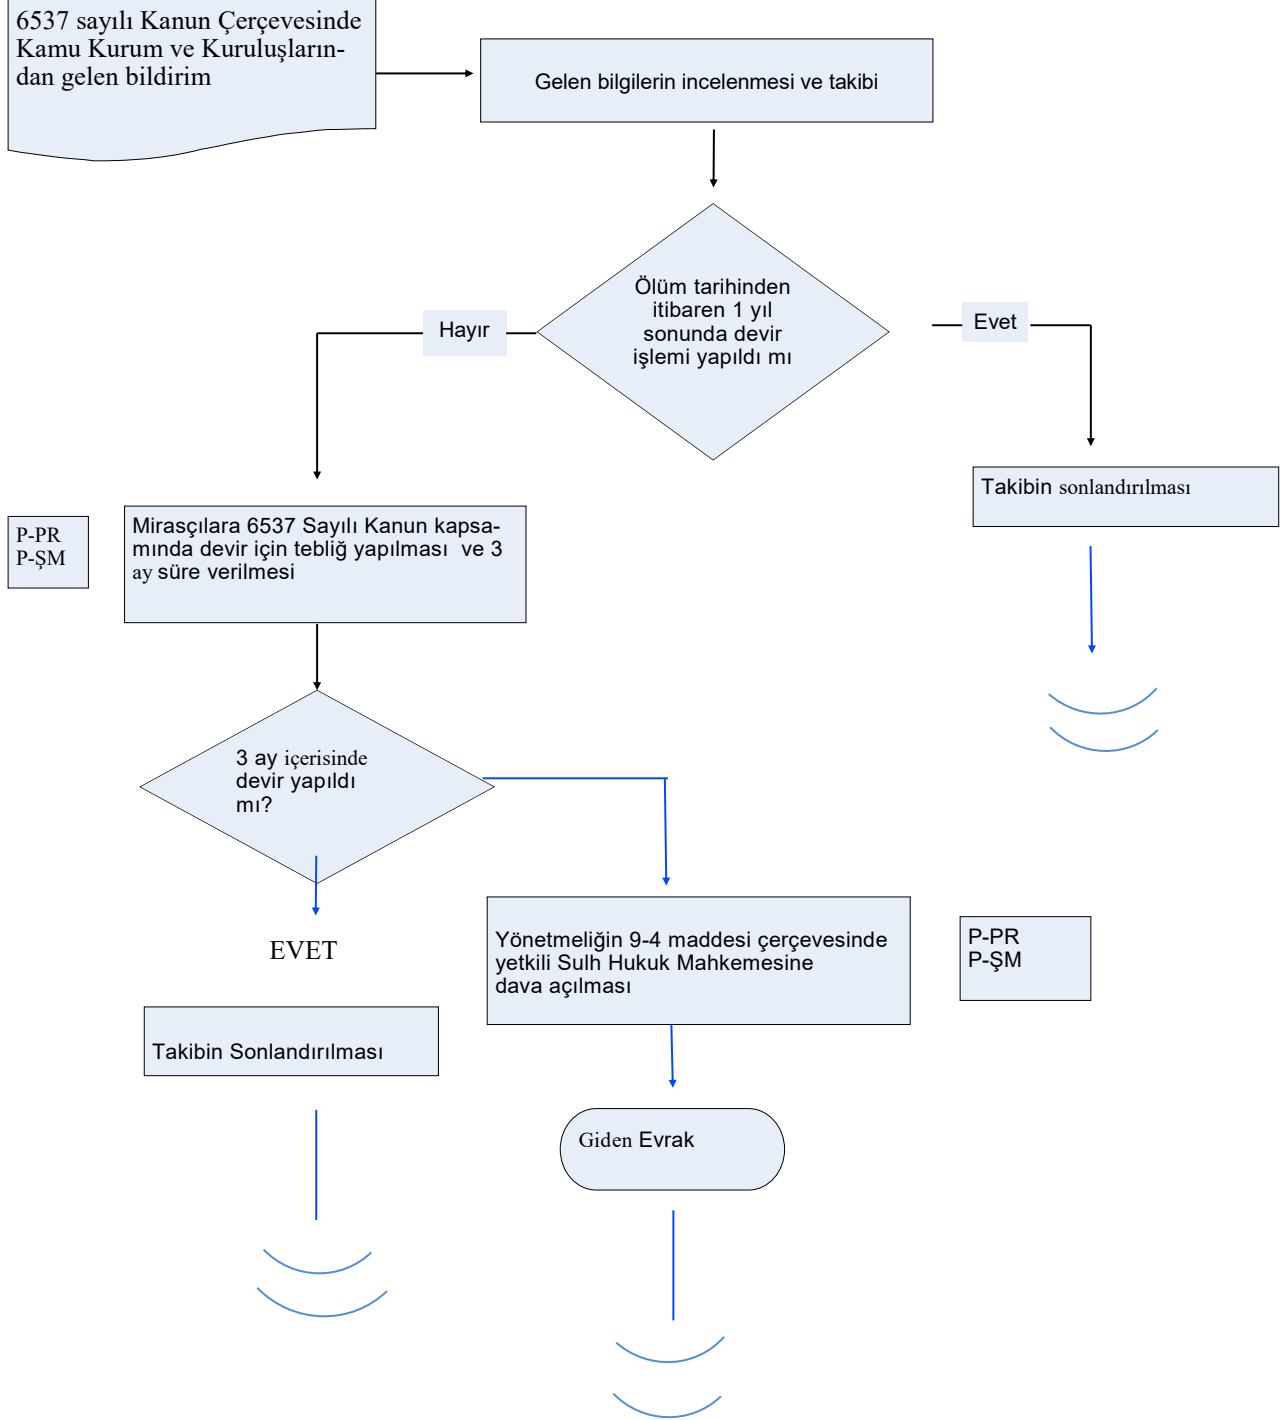 6537 sayılı Kanun Çerçevesinde
Kamu Kurum ve Kuruluşların-
dan gelen bildirim
Gelen bilgilerin incelenmesi ve takibi
Ölüm tarihinden
itibaren 1 yıl
sonunda devir
işlemi yapıldı mı
Hayır
Evet
Takibin sonlandırılması
P-PR
P-ŞM
Mirasçılara 6537 Sayılı Kanun kapsa-
mında devir için tebliğ yapılması  ve 3
ay süre verilmesi
3 ay içerisinde
devir yapıldı
mı?
EVET
Yönetmeliğin 9-4 maddesi çerçevesinde
yetkili Sulh Hukuk Mahkemesine
dava açılması
P-PR
P-ŞM
Takibin Sonlandırılması
Giden Evrak